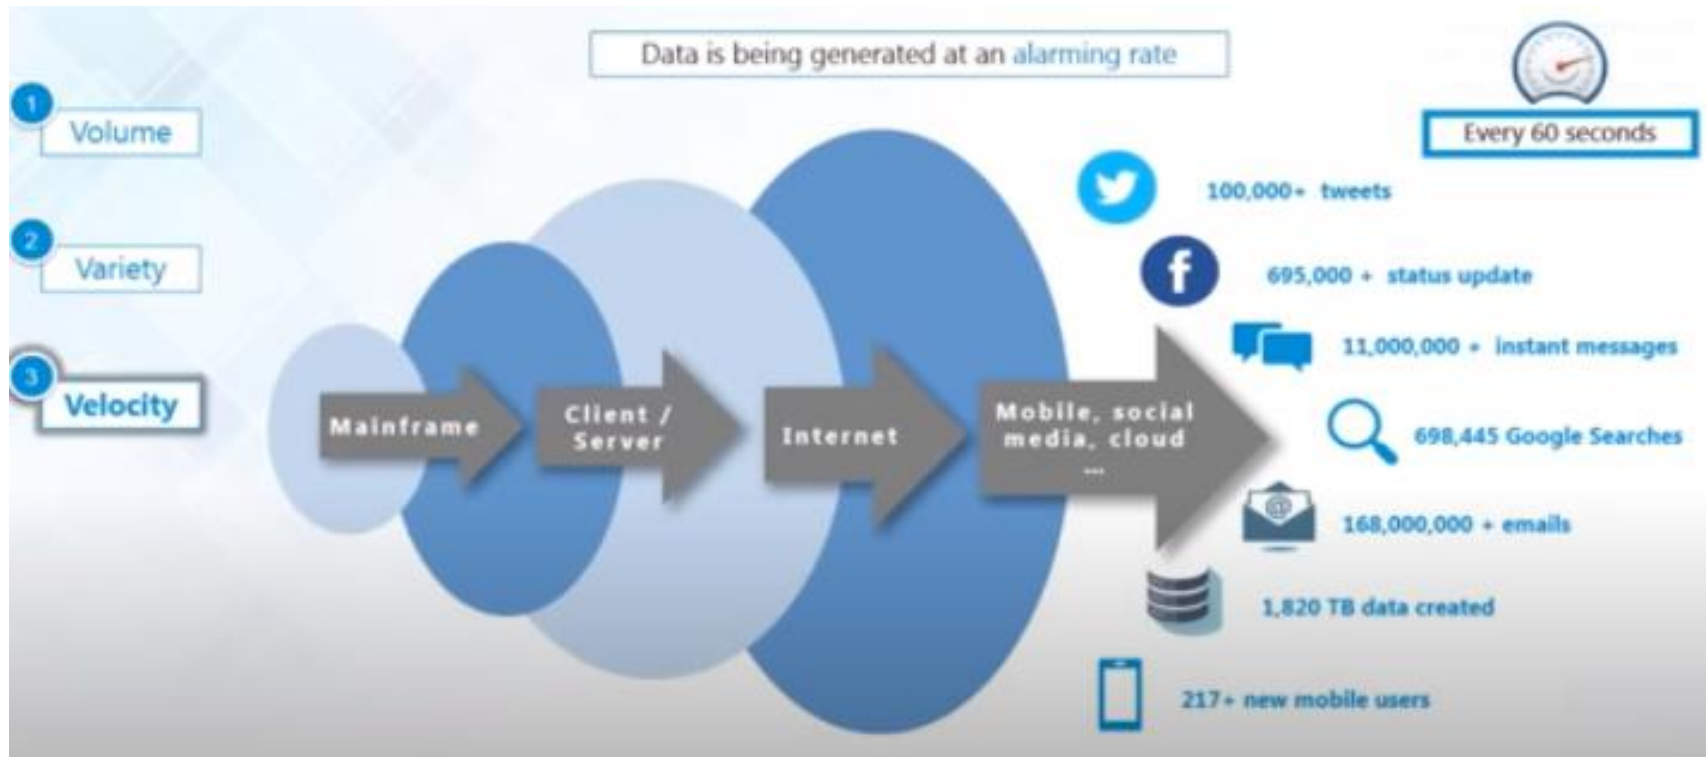 Data is being generated at an alarming rate
Every 60 seconds
1
Volume
2
Variety
3
Velocity
Mainframe
Client /
Server
Internet
Mobile, social
media, cloud
...
100,000+ tweets
f
695,000 + status update
11,000,000 + instant messages
698,445 Google Searches
@
168,000,000 + emails
1,820 TB data created
217+ new mobile users